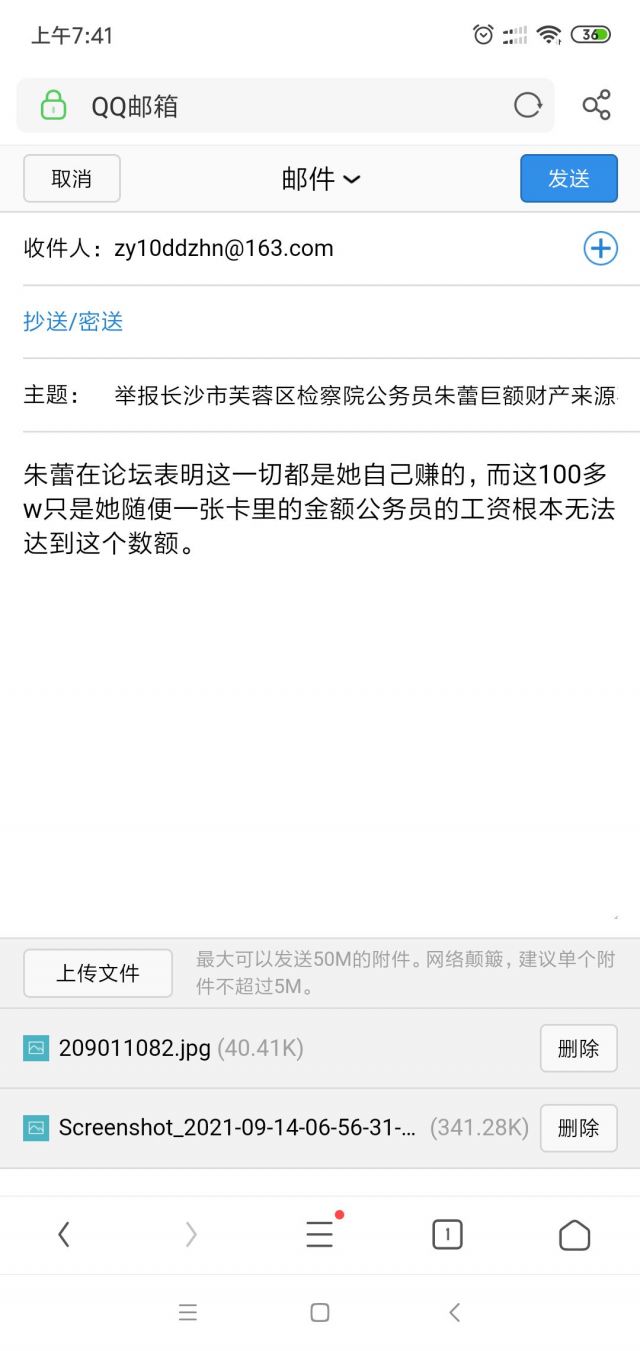 上午7:41
36
QQ邮箱
取消
邮件
发送
收件人：zy10ddzhn@163.com
抄送/密送
主题： 举报长沙市芙蓉区检察院公务员朱蕾巨额财产来源
朱蕾在论坛表明这一切都是她自己赚的，而这100多
w只是她随便一张卡里的金额公务员的工资根本无法
达到这个数额。
上传文件
最大可以发送50M的附件。网络颠簸，建议单个附
件不超过5M。
209011082.jpg (40.41K)
删除
Screenshot_2021-09-14-06-56-31-... (341.28K)
删除
1